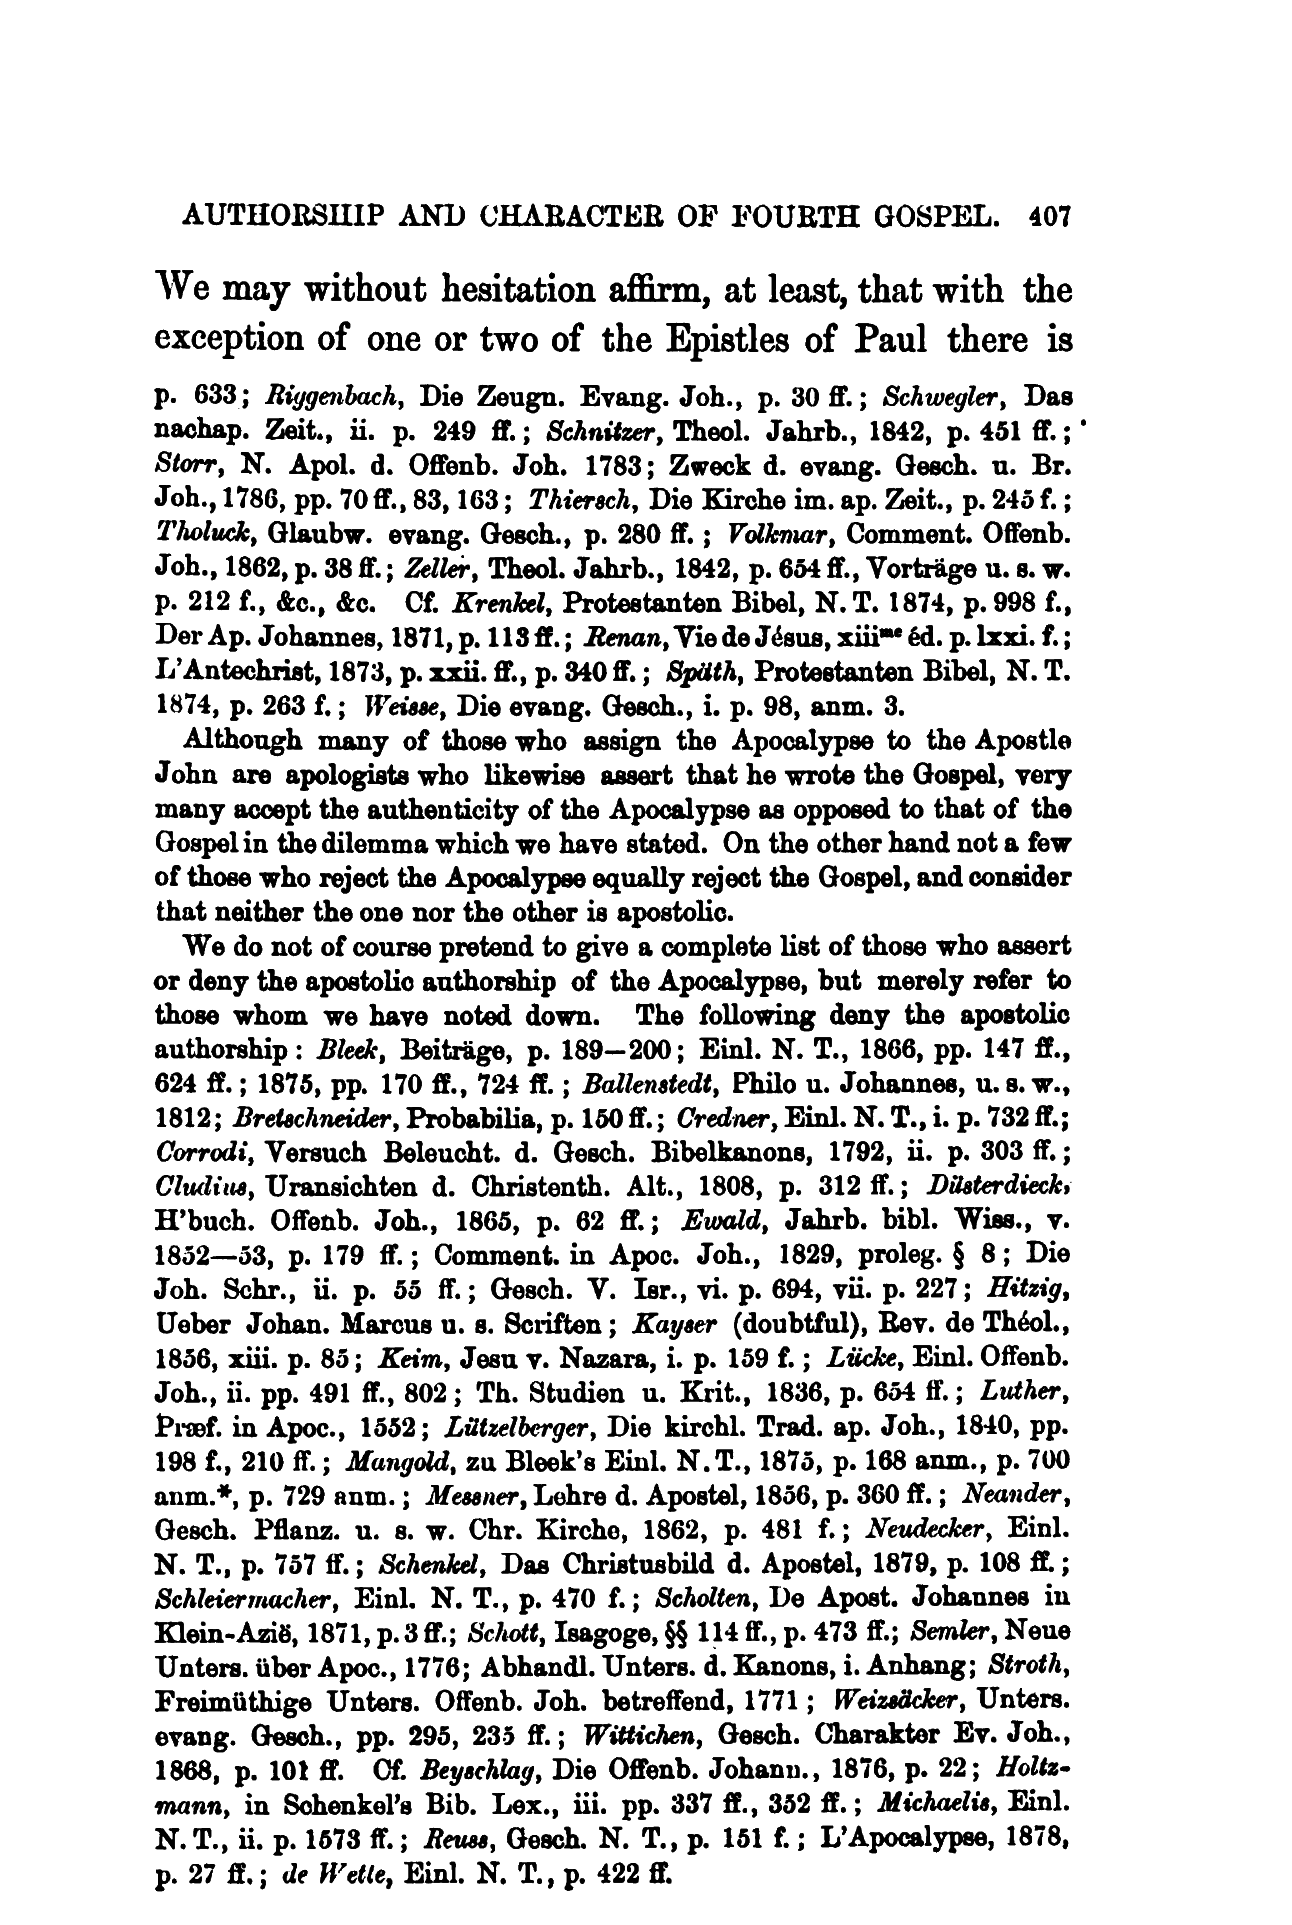 AUTHORSHIP AND CHARACTER OF FOURTH GOSPEL. 407
We may without hesitation affirm, at least, that with the
exception of one or two of the Epistles of Paul there is
p. 633; Riggenbach, Die Zeugn. Evang. Joh., p. 30 ff.; Schwegler, Das
nachap. Zeit., ii. p. 249 ff.; Schnitzer, Theol. Jahrb., 1842, p. 451 ff.;
Storr, N. Apol. d. Offenb. Joh. 1783; Zweck d. evang. Gesch. u. Br.
Joh., 1786, pp. 70 ff., 83, 163; Thiersch, Die Kirche im. ap. Zeit., p. 245 f.;
Tholuck, Glaubw. evang. Gesch., p. 280 ff.; Volkmar, Comment. Offenb.
Joh., 1862, p. 38 ff.; Zeller, Theol. Jahrb., 1842, p. 654 ff., Vorträge u. s. w.
p. 212 f., &c., &c. Cf. Krenkel, Protestanten Bibel, N. T. 1874, p. 998 f.,
Der Ap. Johannes, 1871, p. 113 ff.; Renan, Vie de Jésus, xiiime éd. p. lxxi. f.;
L'Antechrist, 1873, p. xxii. ff., p. 340 ff.; Späth, Protestanten Bibel, N. T.
1874, p. 263 f.; Weisse, Die evang. Gesch., i. p. 98, anm. 3.
Although many of those who assign the Apocalypse to the Apostle
John are apologists who likewise assert that he wrote the Gospel, very
many accept the authenticity of the Apocalypse as opposed to that of the
Gospel in the dilemma which we have stated. On the other hand not a few
of those who reject the Apocalypse equally reject the Gospel, and consider
that neither the one nor the other is apostolic.
We do not of course pretend to give a complete list of those who assert
or deny the apostolic authorship of the Apocalypse, but merely refer to
those whom we have noted down. The following deny the apostolic
authorship: Bleek, Beiträge, p. 189—200; Einl. N. T., 1866, pp. 147 ff.,
624 ff.; 1875, pp. 170 ff., 724 ff.; Ballenstedt, Philo u. Johannes, u. s. w.,
1812; Bretschneider, Probabilia, p. 150 ff.; Credner, Einl. N. T., i. p. 732 ff.;
Corrodi, Versuch Beleucht. d. Gesch. Bibelkanons, 1792, ii. p. 303 ff.;
Cludius, Uransichten d. Christenth. Alt., 1808, p. 312 ff.; Düsterdieck,
H'buch. Offenb. Joh., 1865, p. 62 ff.; Ewald, Jahrb. bibl. Wiss., v.
1852—53, p. 179 ff.; Comment. in Apoc. Joh., 1829, proleg. § 8; Die
Joh. Schr., ii. p. 55 ff.; Gesch. V. Isr., vi. p. 694, vii. p. 227; Hitzig,
Ueber Johan. Marcus u. s. Scriften; Kayser (doubtful), Rev. de Théol.,
1856, xiii. p. 85; Keim, Jesu v. Nazara, i. p. 159 f.; Lücke, Einl. Offenb.
Joh., ii. pp. 491 ff., 802; Th. Studien u. Krit., 1836, p. 654 ff.; Luther,
Præf. in Apoc., 1552; Lützelberger, Die kirchl. Trad. ap. Joh., 1840, pp.
198 f., 210 ff.; Mangold, zu Bleek's Einl. N. T., 1875, p. 168 anm., p. 700
anm.*, p. 729 anm.; Messner, Lehre d. Apostel, 1856, p. 360 ff.; Neander,
Gesch. Pflanz. u. s. w. Chr. Kirche, 1862, p. 481 f.; Neudecker, Einl.
N. T., p. 757 ff.; Schenkel, Das Christusbild d. Apostel, 1879, p. 108 ff.;
Schleiermacher, Einl. N. T., p. 470 f.; Scholten, De Apost. Johannes in
Klein-Azië, 1871, p. 3 ff.; Schott, Isagoge, §§ 114 ff., p. 473 ff.; Semler, Neue
Unters. über Apoc., 1776; Abhandl. Unters. d. Kanons, i. Anhang; Stroth,
Freimüthige Unters. Offenb. Joh. betreffend, 1771; Weizsäcker, Unters.
evang. Gesch., pp. 295, 235 ff.; Wittichen, Gesch. Charakter Ev. Joh.,
1868, p. 101 ff. Cf. Beyschlag, Die Offenb. Johann., 1876, p. 22; Holtz-
mann, in Schenkel's Bib. Lex., iii. pp. 337 ff., 352 ff.; Michaelis, Einl.
N. T., ii. p. 1573 ff.; Reuss, Gesch. N. T., p. 151 f.; L'Apocalypse, 1878,
p. 27 ff.; de Wette, Einl. N. T., p. 422 ff.